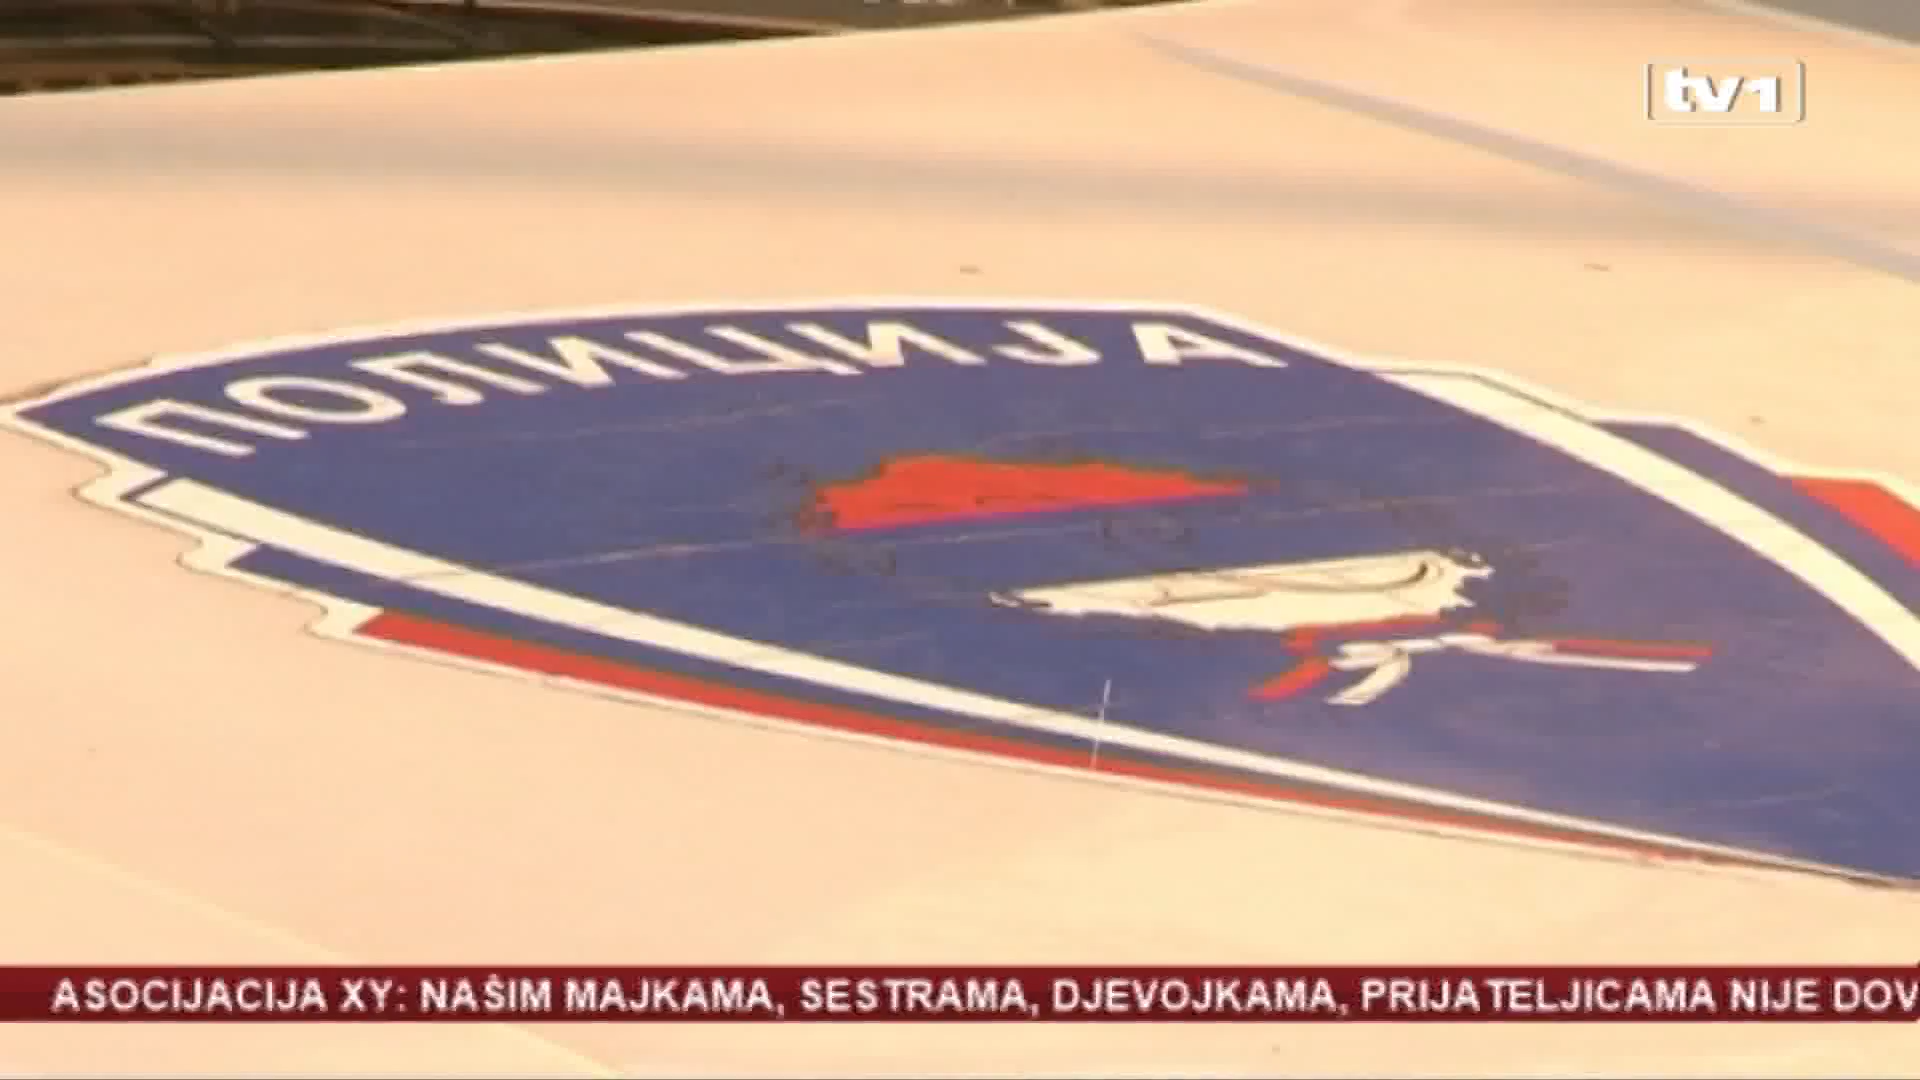 tv1
ПОЛИЦИЈА
ASOCIJACIJA XY: NAŠIM MAJKAMA, SESTRAMA, DJEVOJKAMA, PRIJATELJICAMA NIJE DOV